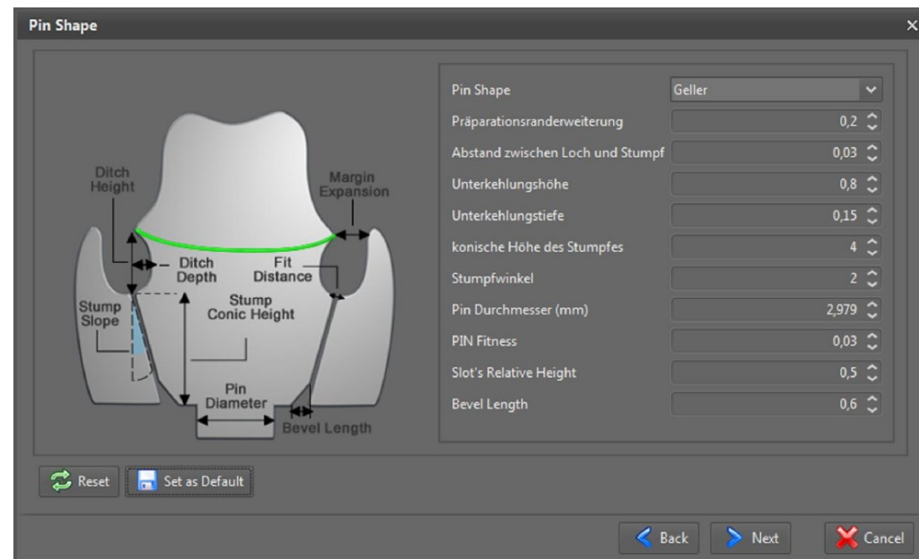 Pin Shape
Ditch
Height
Margin
Expansion
Ditch
Depth
Fit
Distance
Stump
Slope
Stump
Conic Height
Pin
Diameter
Bevel Length
Pin Shape Geller
Präparationsranderweiterung 0,2
Abstand zwischen Loch und Stumpf 0,03
Unterkehlungshöhe 0,8
Unterkehlungstiefe 0,15
konische Höhe des Stumpfes 4
Stumpfwinkel 2
Pin Durchmesser (mm) 2,979
PIN Fitness 0,03
Slot's Relative Height 0,5
Bevel Length 0,6
Reset Set as Default
Back Next Cancel